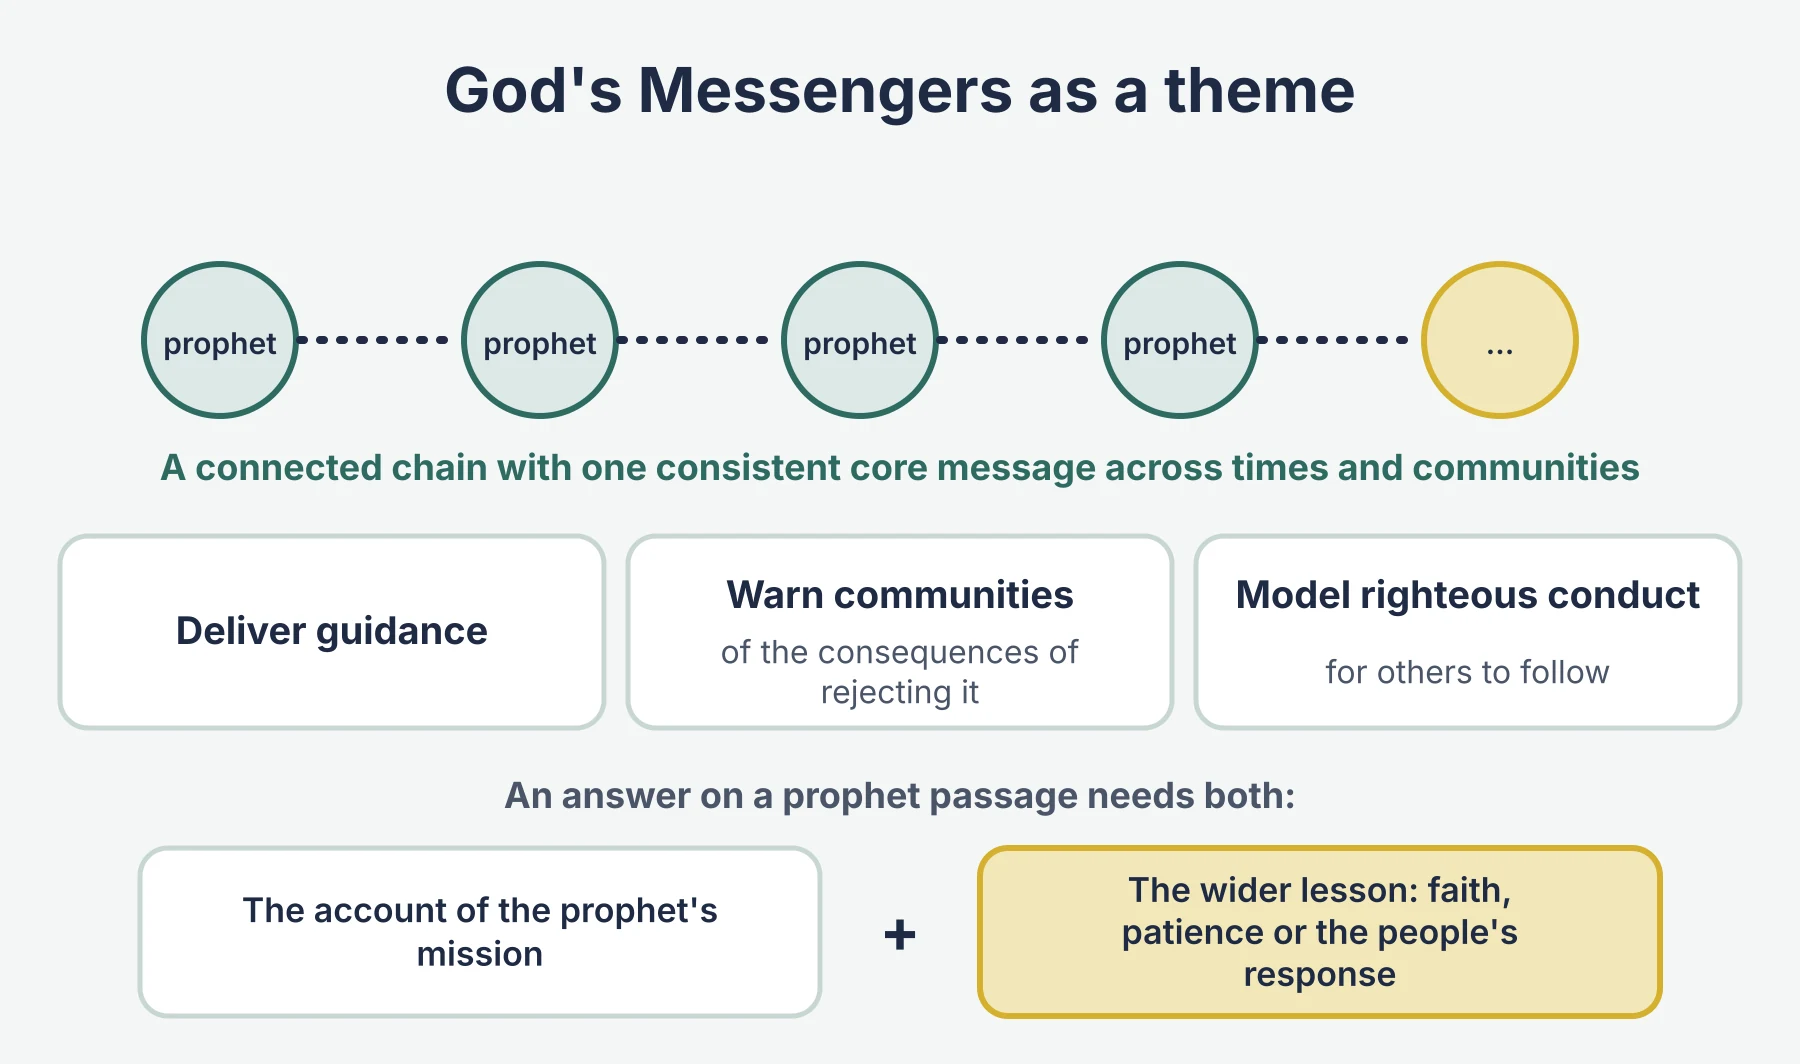 God's Messengers as a theme
prophet
prophet
prophet
prophet
...
A connected chain with one consistent core message across times and communities
Deliver guidance
Warn communities
of the consequences of
rejecting it
Model righteous conduct
for others to follow
An answer on a prophet passage needs both:
The account of the prophet's
mission
+
The wider lesson: faith,
patience or the people's
response